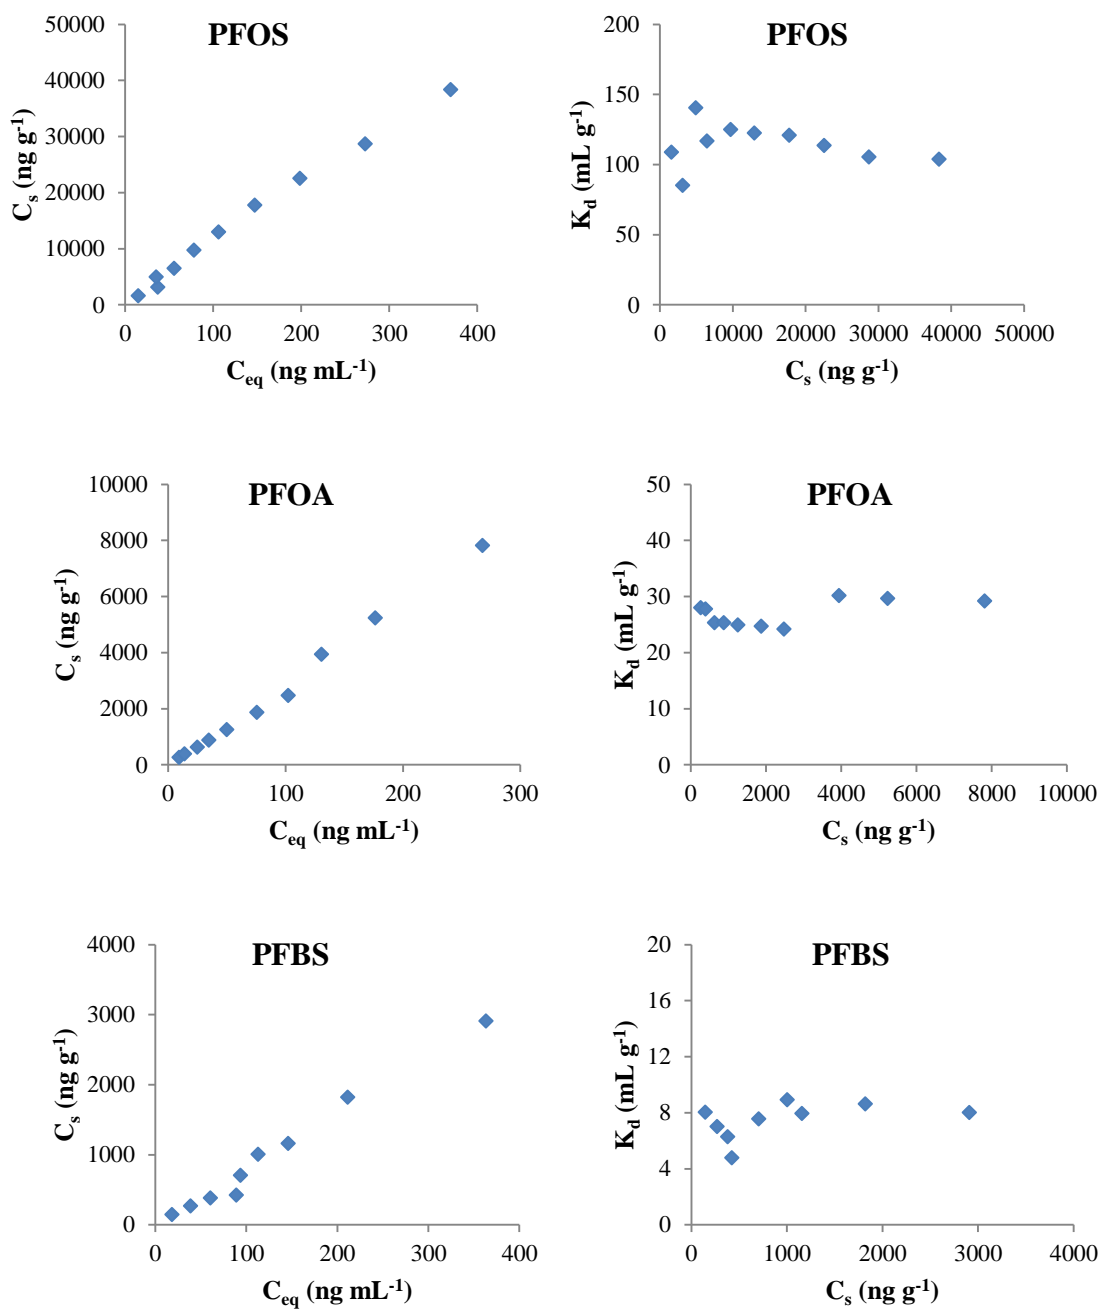 PFOS
50000
40000
30000
20000
10000
0
C_s (ng g⁻¹)
0 100 200 300 400
C_eq (ng mL⁻¹)
PFOS
200
150
100
50
0
K_d (mL g⁻¹)
0 10000 20000 30000 40000 50000
C_s (ng g⁻¹)
PFOA
10000
8000
6000
4000
2000
0
C_s (ng g⁻¹)
0 100 200 300
C_eq (ng mL⁻¹)
PFOA
50
40
30
20
10
0
K_d (mL g⁻¹)
0 2000 4000 6000 8000 10000
C_s (ng g⁻¹)
PFBS
4000
3000
2000
1000
0
C_s (ng g⁻¹)
0 100 200 300 400
C_eq (ng mL⁻¹)
PFBS
20
16
12
8
4
0
K_d (mL g⁻¹)
0 1000 2000 3000 4000
C_s (ng g⁻¹)